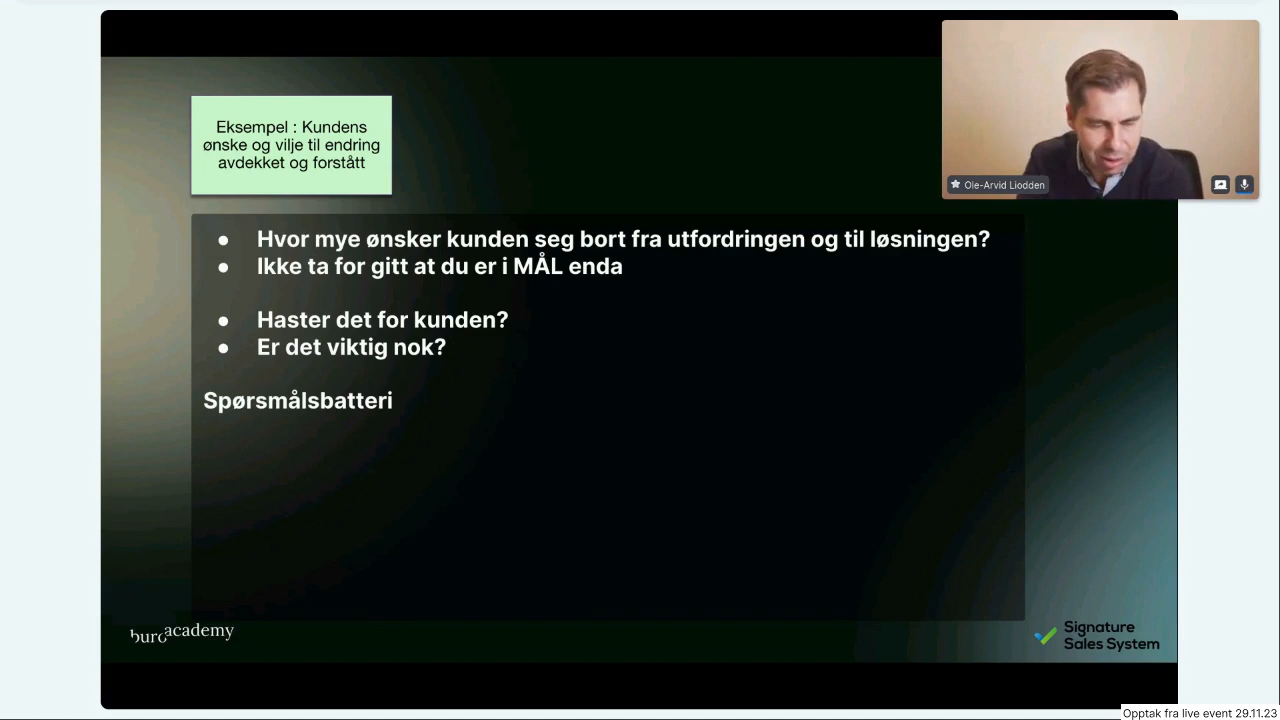 Eksempel : Kundens
ønske og vilje til endring
avdekket og forstått
Ole-Arvid Liodden
● Hvor mye ønsker kunden seg bort fra utfordringen og til løsningen?
● Ikke ta for gitt at du er i MÅL enda
● Haster det for kunden?
● Er det viktig nok?
Spørsmålsbatteri
buroacademy
Signature
Sales System
Opptak fra live event 29.11.23